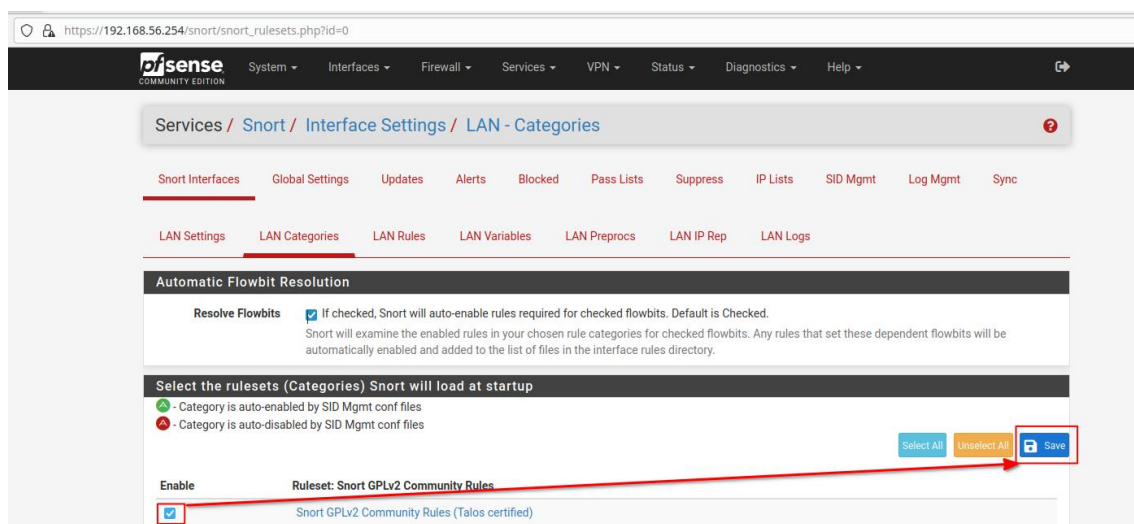 https://192.168.56.254/snort/snort_rulesets.php?id=0
pfsense System Interfaces Firewall Services VPN Status Diagnostics Help
COMMUNITY EDITION
Services / Snort / Interface Settings / LAN - Categories
Snort Interfaces Global Settings Updates Alerts Blocked Pass Lists Suppress IP Lists SID Mgmt Log Mgmt Sync
LAN Settings LAN Categories LAN Rules LAN Variables LAN Preprocs LAN IP Rep LAN Logs
Automatic Flowbit Resolution
Resolve Flowbits If checked, Snort will auto-enable rules required for checked flowbits. Default is Checked.
Snort will examine the enabled rules in your chosen rule categories for checked flowbits. Any rules that set these dependent flowbits will be
automatically enabled and added to the list of files in the interface rules directory.
Select the rulesets (Categories) Snort will load at startup
- Category is auto-enabled by SID Mgmt conf files
- Category is auto-disabled by SID Mgmt conf files
Select All Unselect All Save
Enable Ruleset: Snort GPLv2 Community Rules
Snort GPLv2 Community Rules (Talos certified)